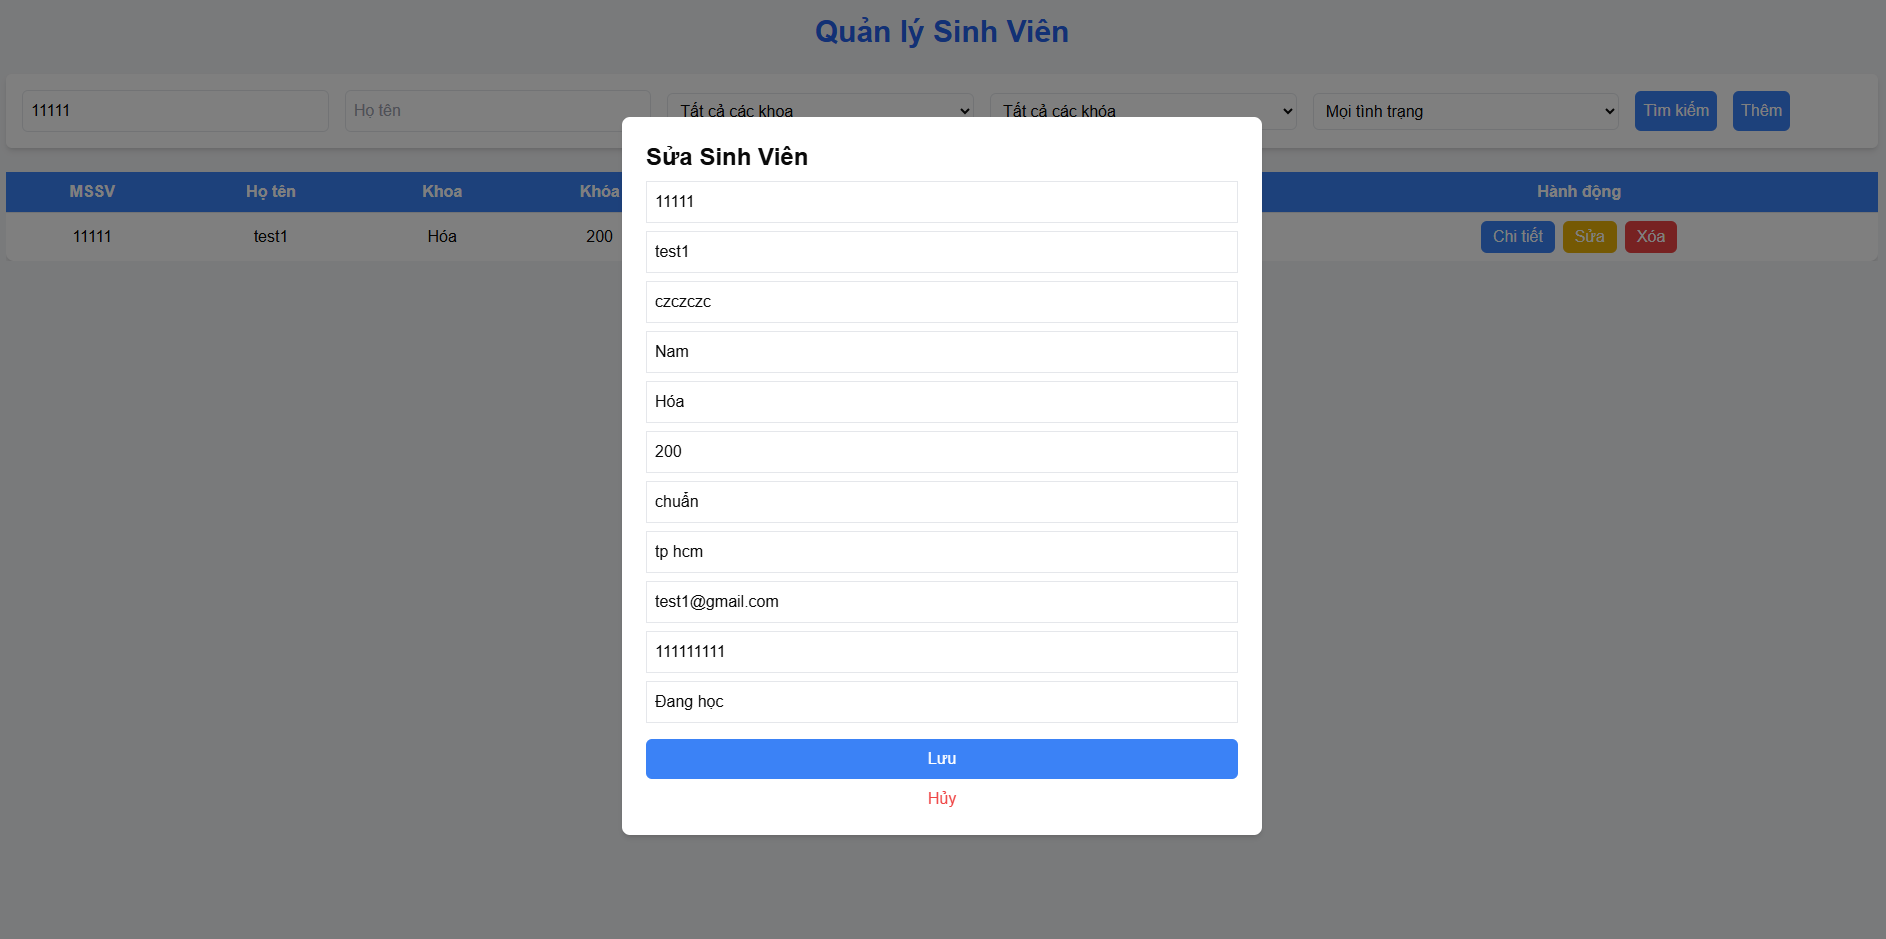 Quản lý Sinh Viên
11111 Họ tên Tất cả các khoa Tất cả các khóa Mọi tình trạng Tìm kiếm Thêm
MSSV Họ tên Khoa Khóa Hành động
11111 test1 Hóa 200 Chi tiết Sửa Xóa
Sửa Sinh Viên
11111
test1
czczczc
Nam
Hóa
200
chuẩn
tp hcm
test1@gmail.com
111111111
Đang học
Lưu
Hủy